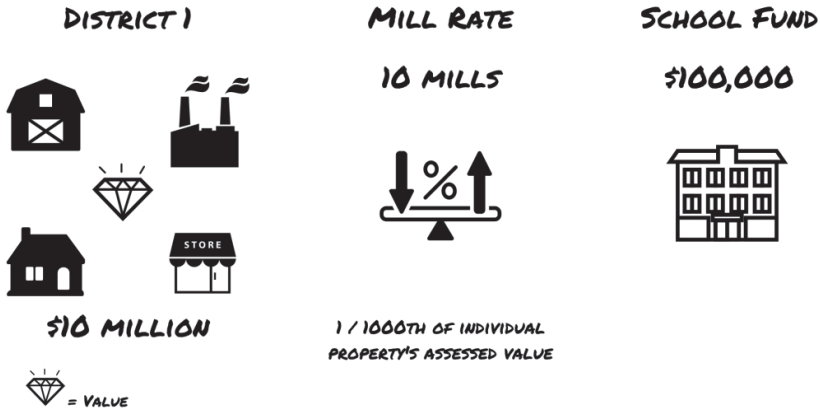 DISTRICT 1
MILL RATE
SCHOOL FUND
10 MILLS
$100,000
%
STORE
$10 MILLION
1 / 1000TH OF INDIVIDUAL
PROPERTY'S ASSESSED VALUE
= VALUE